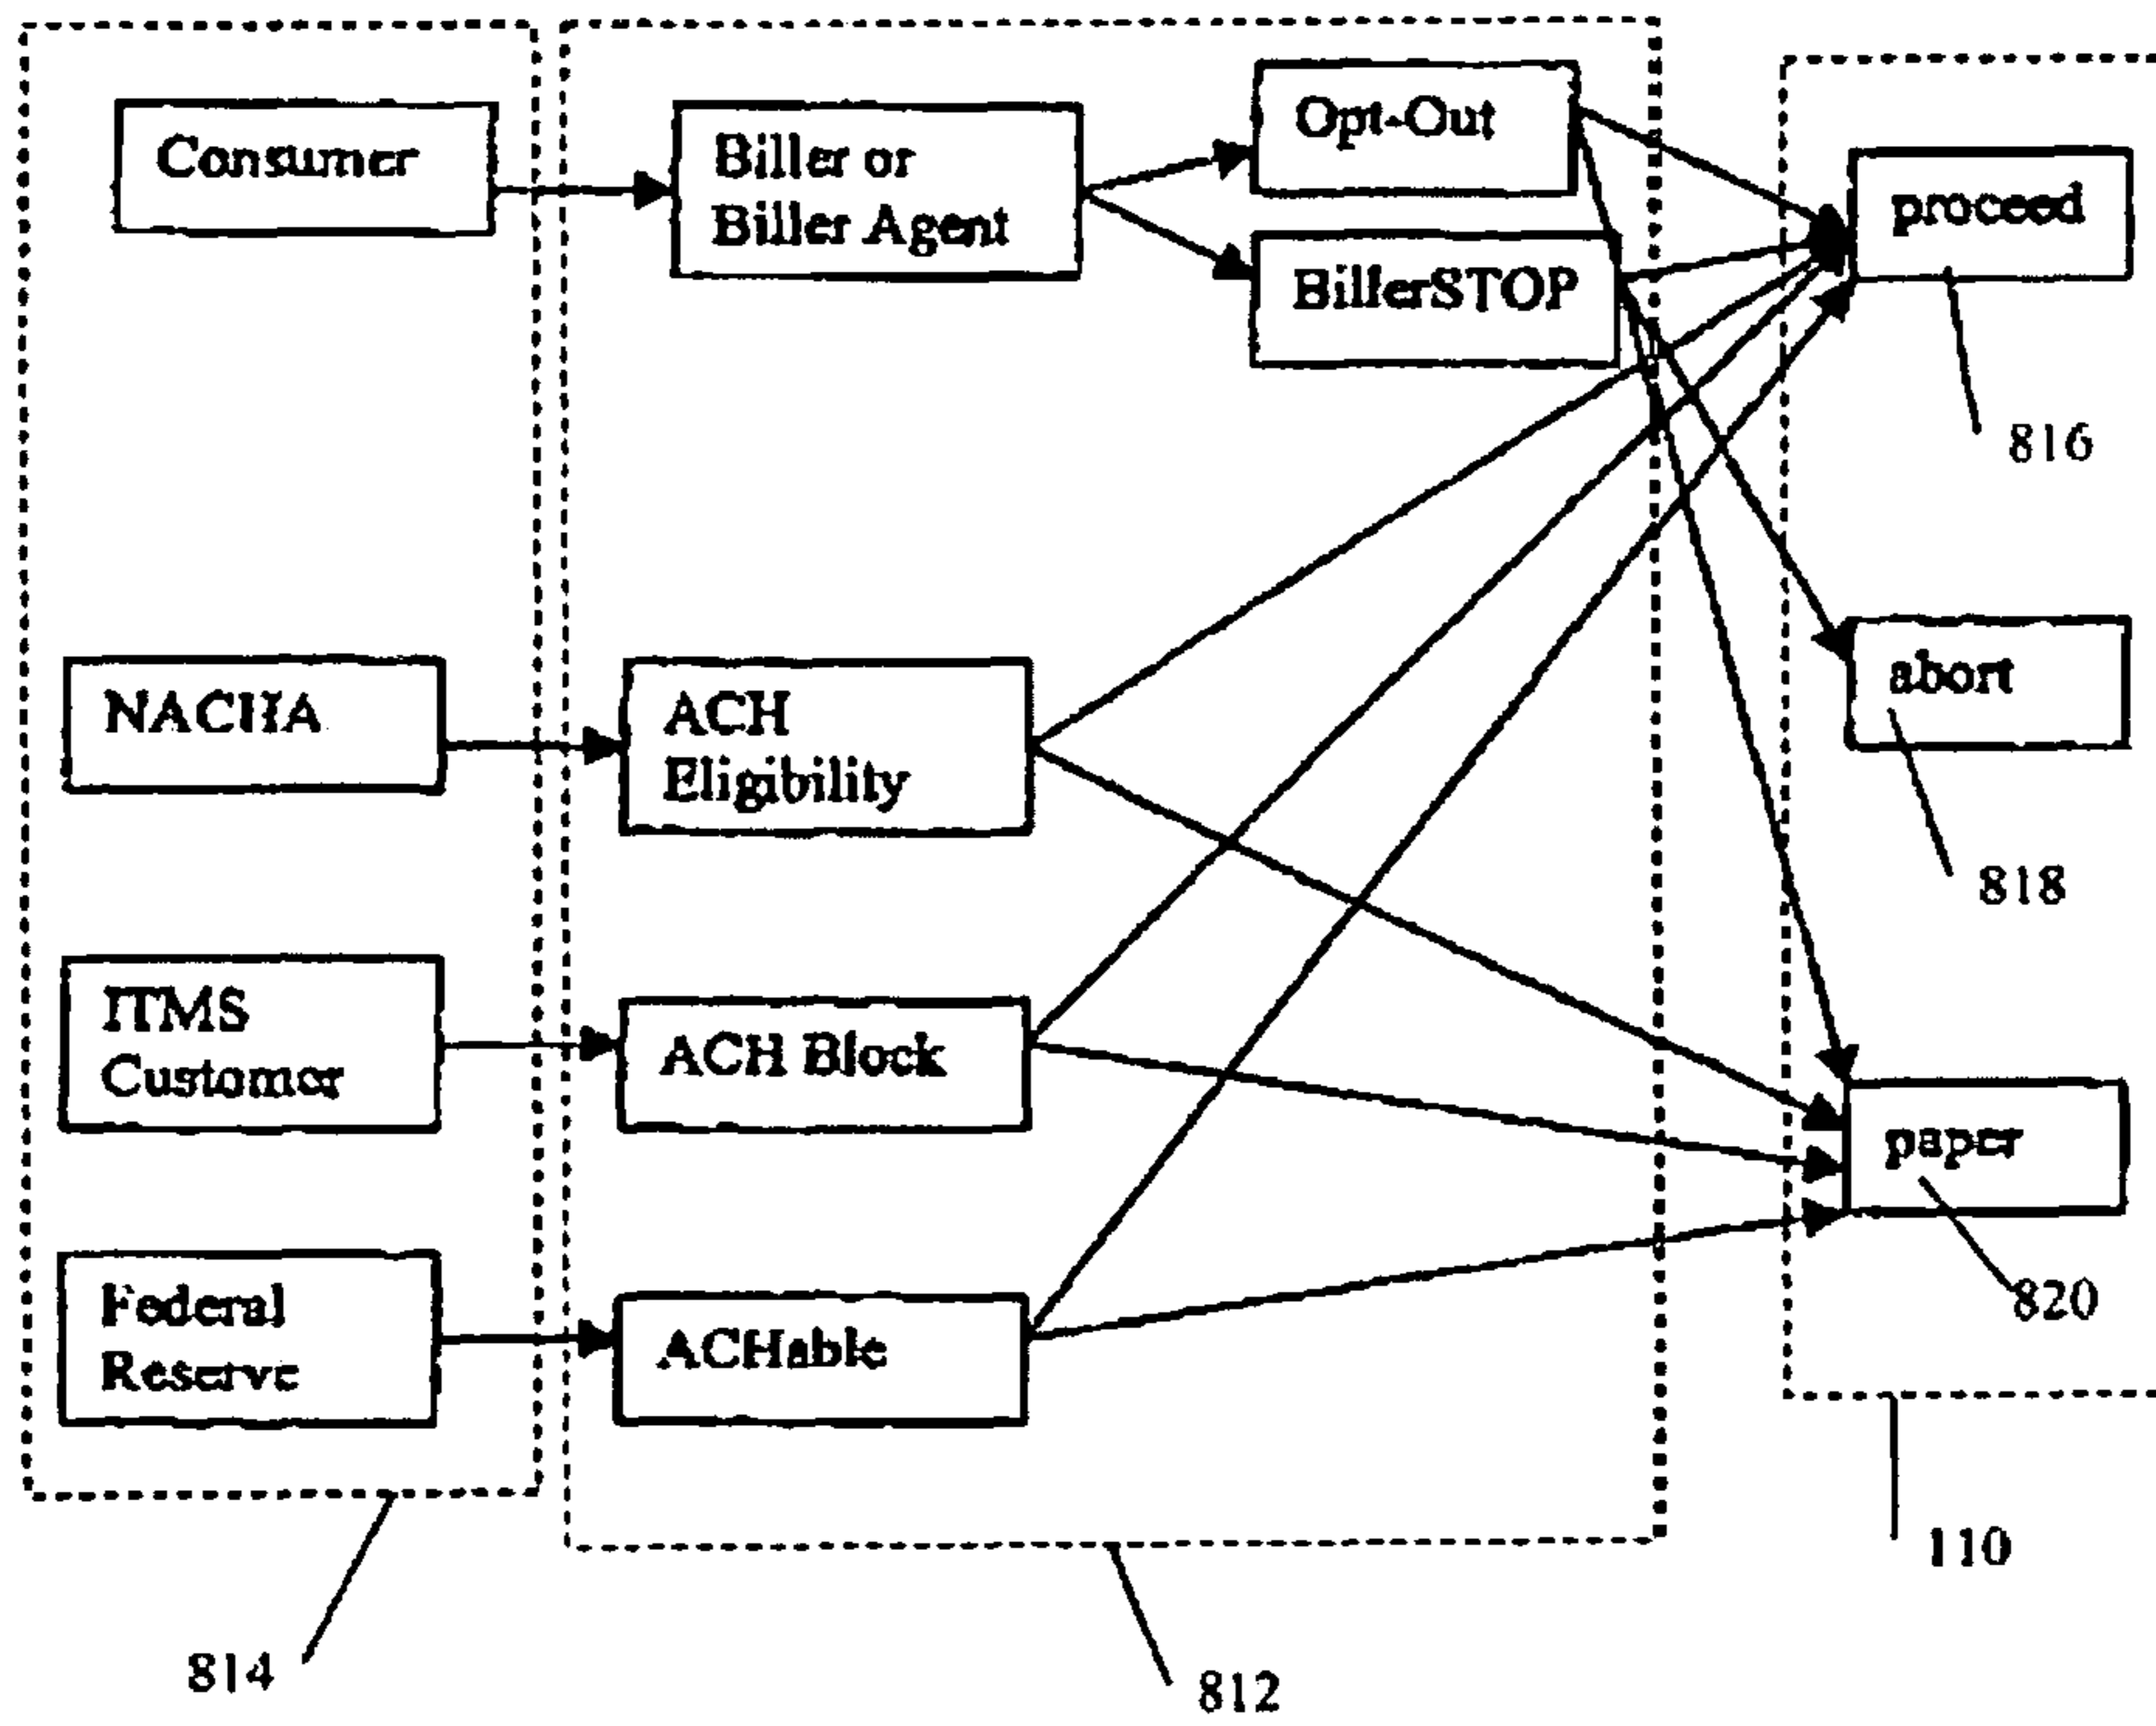 Consumer
Biller or
Biller Agent
Opt-Out
BillerSTOP
proceed
816
NACHA
ACH
Eligibility
abort
818
ITMS
Customer
ACH Block
paper
820
Federal
Reserve
ACHable
110
814
812